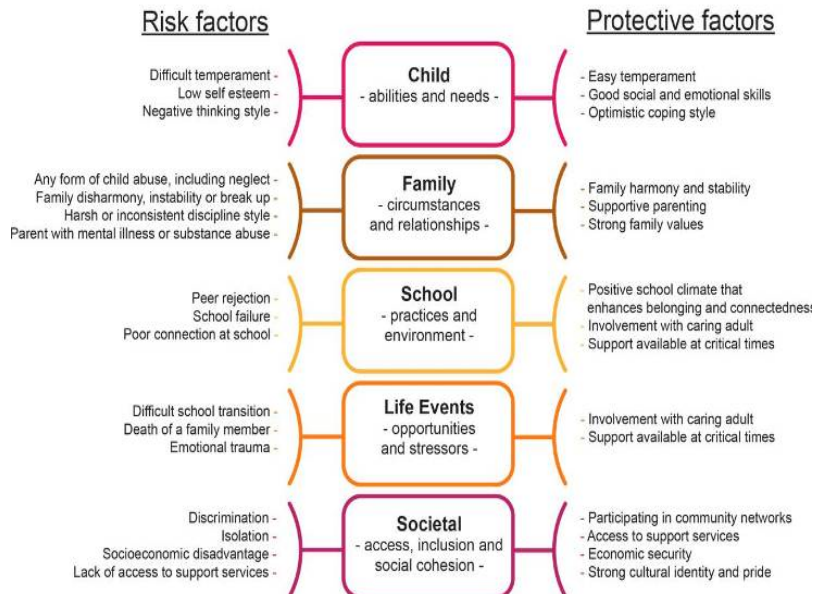 Risk factors
Protective factors
Difficult temperament -
Low self esteem -
Negative thinking style -
Child
- abilities and needs -
- Easy temperament
- Good social and emotional skills
- Optimistic coping style
Any form of child abuse, including neglect -
Family disharmony, instability or break up -
Harsh or inconsistent discipline style -
Parent with mental illness or substance abuse -
Family
- circumstances
and relationships -
- Family harmony and stability
- Supportive parenting
- Strong family values
Peer rejection -
School failure -
Poor connection at school -
School
- practices and
environment -
- Positive school climate that
enhances belonging and connectedness
- Involvement with caring adult
- Support available at critical times
Difficult school transition -
Death of a family member -
Emotional trauma -
Life Events
- opportunities
and stressors -
- Involvement with caring adult
- Support available at critical times
Discrimination -
Isolation -
Socioeconomic disadvantage -
Lack of access to support services -
Societal
- access, inclusion and
social cohesion -
- Participating in community networks
- Access to support services
- Economic security
- Strong cultural identity and pride